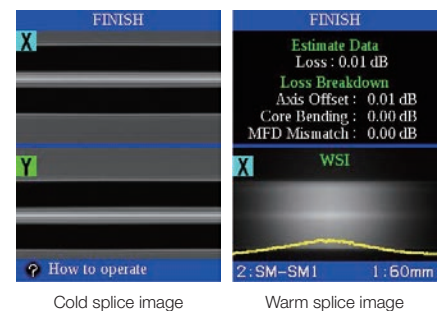 FINISH
X
Y
? How to operate
Cold splice image
FINISH
Estimate Data
Loss : 0.01 dB
Loss Breakdown
Axis Offset : 0.01 dB
Core Bending : 0.00 dB
MFD Mismatch : 0.00 dB
X
WSI
2:SM-SM1 1:60mm
Warm splice image